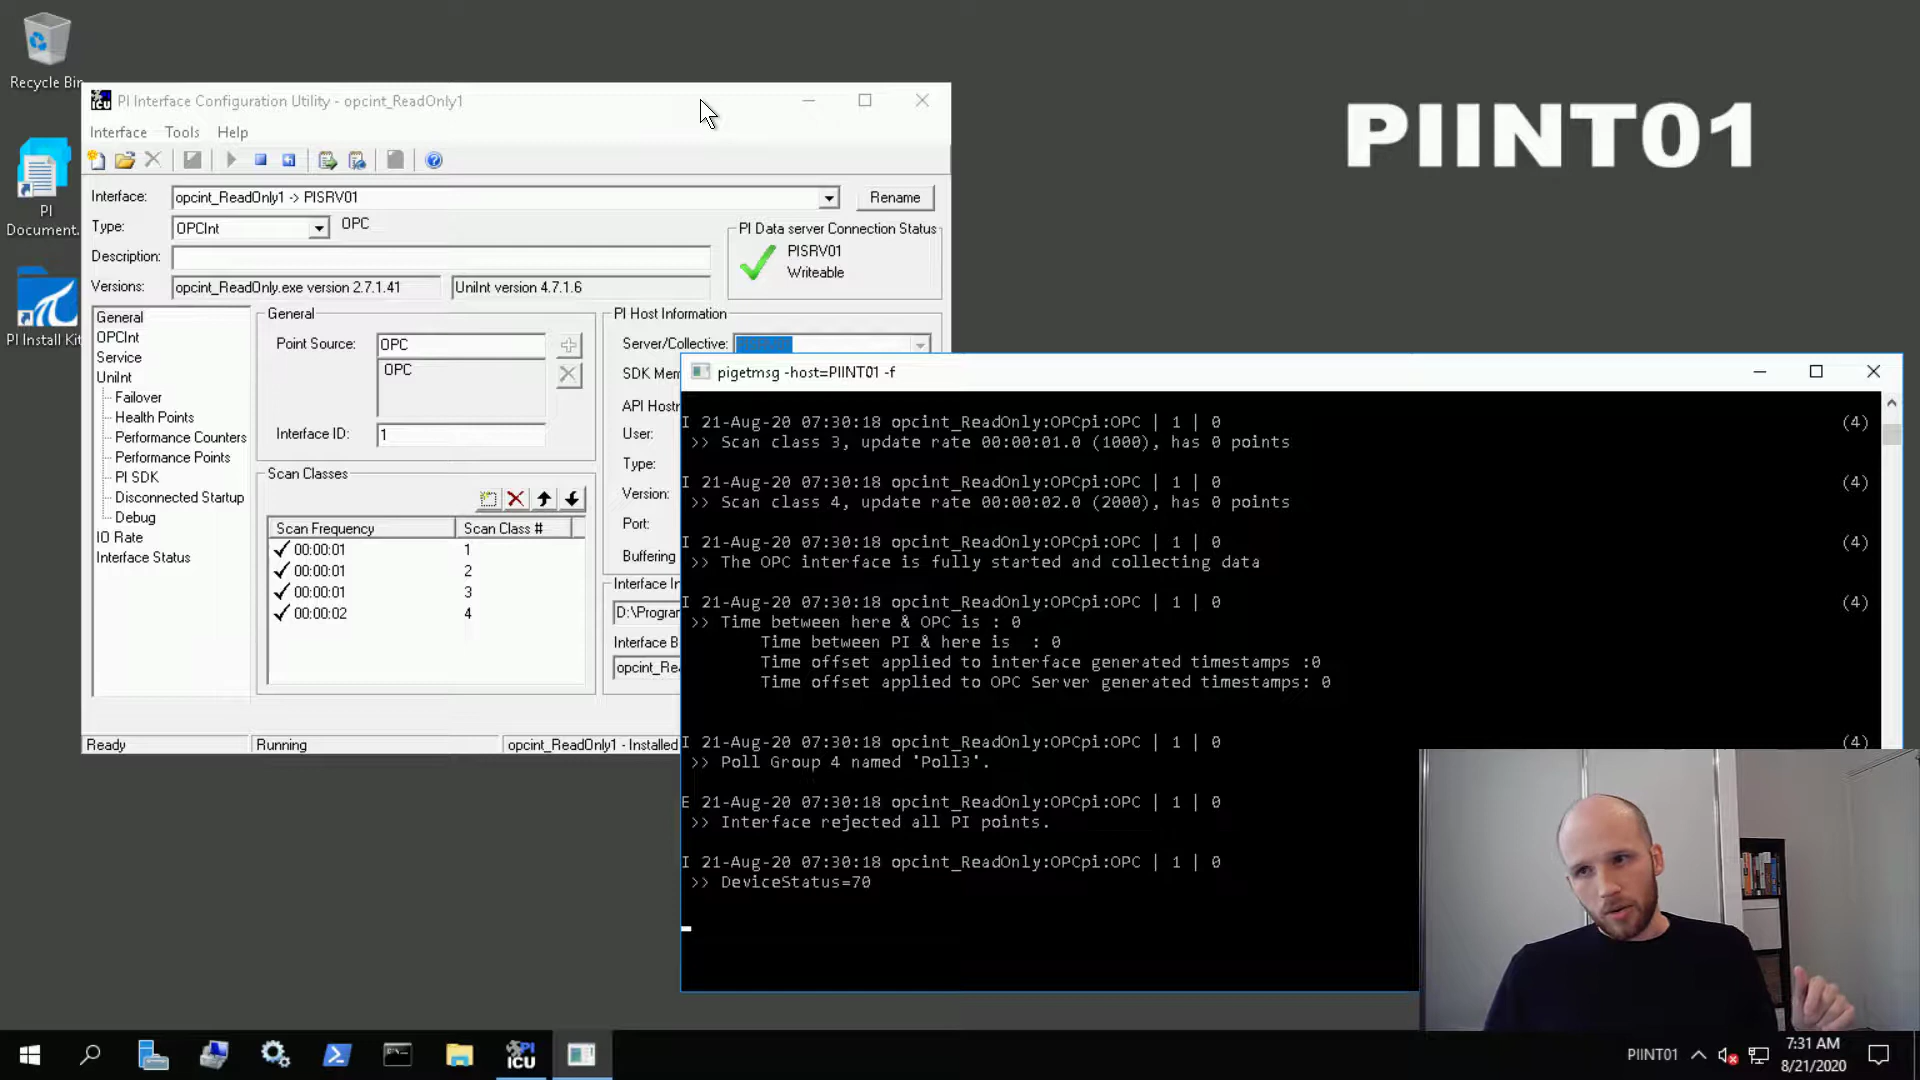 Recycle Bin
PI
Document.
PI Install Kit
PIINT01
PI ICU
PI Interface Configuration Utility - opcint_ReadOnly1
Interface Tools Help
Interface: opcint_ReadOnly1 -> PISRV01 Rename
Type: OPCInt OPC
Description:
Versions: opcint_ReadOnly.exe version 2.7.1.41 UniInt version 4.7.1.6
PI Data server Connection Status
PISRV01
Writeable
General
OPCInt
Service
UniInt
Failover
Health Points
Performance Counters
Performance Points
PI SDK
Disconnected Startup
Debug
IO Rate
Interface Status
General
Point Source: OPC
OPC
Interface ID: 1
Scan Classes
Scan Frequency Scan Class #
00:00:01 1
00:00:01 2
00:00:01 3
00:00:02 4
PI Host Information
Server/Collective:
SDK Mem
API Hostn
User:
Type:
Version:
Port:
Buffering
Interface In
D:\Program
Interface B
opcint_Rea
Ready Running opcint_ReadOnly1 - Installed
pigetmsg -host=PIINT01 -f
I 21-Aug-20 07:30:18 opcint_ReadOnly:OPCpi:OPC | 1 | 0 (4)
>> Scan class 3, update rate 00:00:01.0 (1000), has 0 points
I 21-Aug-20 07:30:18 opcint_ReadOnly:OPCpi:OPC | 1 | 0 (4)
>> Scan class 4, update rate 00:00:02.0 (2000), has 0 points
I 21-Aug-20 07:30:18 opcint_ReadOnly:OPCpi:OPC | 1 | 0 (4)
>> The OPC interface is fully started and collecting data
I 21-Aug-20 07:30:18 opcint_ReadOnly:OPCpi:OPC | 1 | 0 (4)
>> Time between here & OPC is : 0
Time between PI & here is : 0
Time offset applied to interface generated timestamps :0
Time offset applied to OPC Server generated timestamps: 0
I 21-Aug-20 07:30:18 opcint_ReadOnly:OPCpi:OPC | 1 | 0 (4)
>> Poll Group 4 named 'Poll3'.
E 21-Aug-20 07:30:18 opcint_ReadOnly:OPCpi:OPC | 1 | 0
>> Interface rejected all PI points.
I 21-Aug-20 07:30:18 opcint_ReadOnly:OPCpi:OPC | 1 | 0
>> DeviceStatus=70
PI
ICU
PIINT01
7:31 AM
8/21/2020